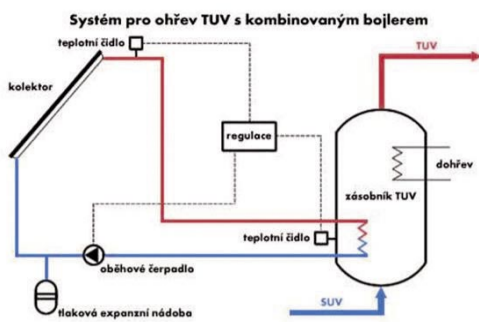 Systém pro ohřev TUV s kombinovaným bojlerem
teplotní čidlo
TUV
kolektor
regulace
dohřev
zásobník TUV
teplotní čidlo
oběhové čerpadlo
SUV
tlaková expanzní nádoba